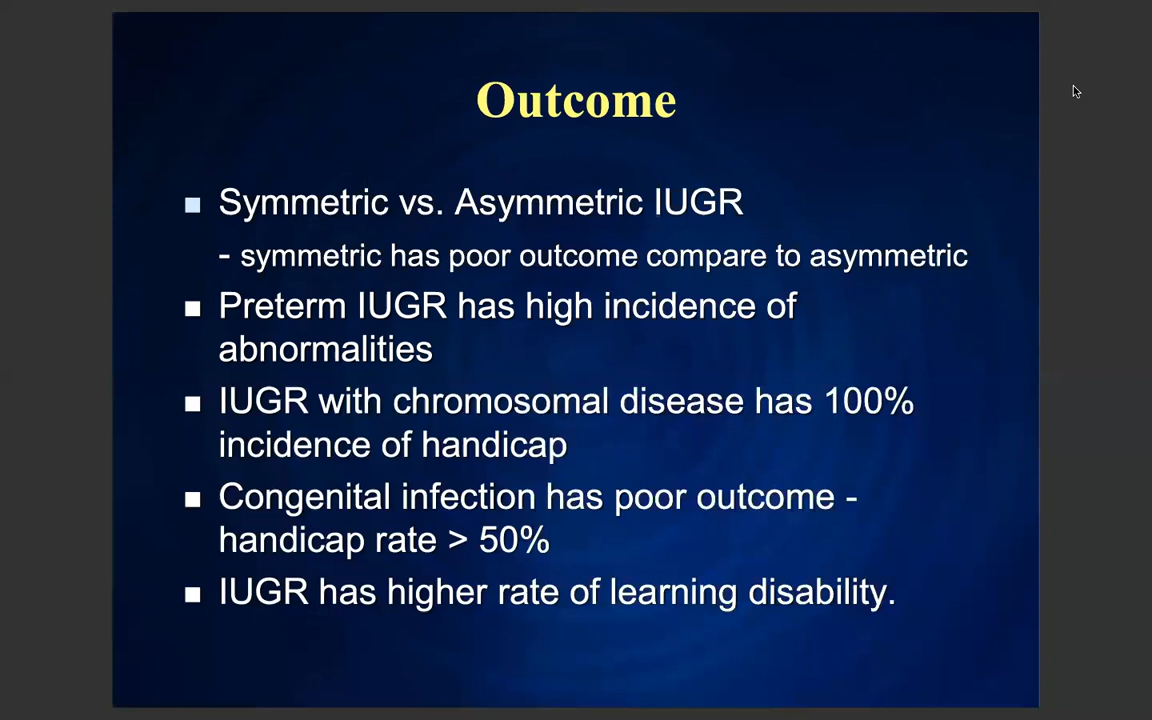 Outcome
Symmetric vs. Asymmetric IUGR
- symmetric has poor outcome compare to asymmetric
Preterm IUGR has high incidence of
abnormalities
IUGR with chromosomal disease has 100%
incidence of handicap
Congenital infection has poor outcome -
handicap rate > 50%
IUGR has higher rate of learning disability.